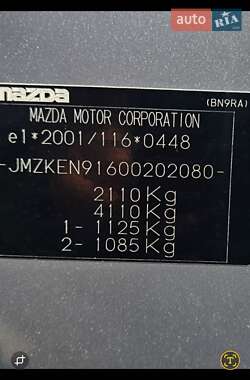 auto RIA
mazda
(BN9RA)
MAZDA MOTOR CORPORATION
e1*2001/116*0448
-JMZKEN91600202080-
2110Kg
4110Kg
1- 1125Kg
2- 1085Kg